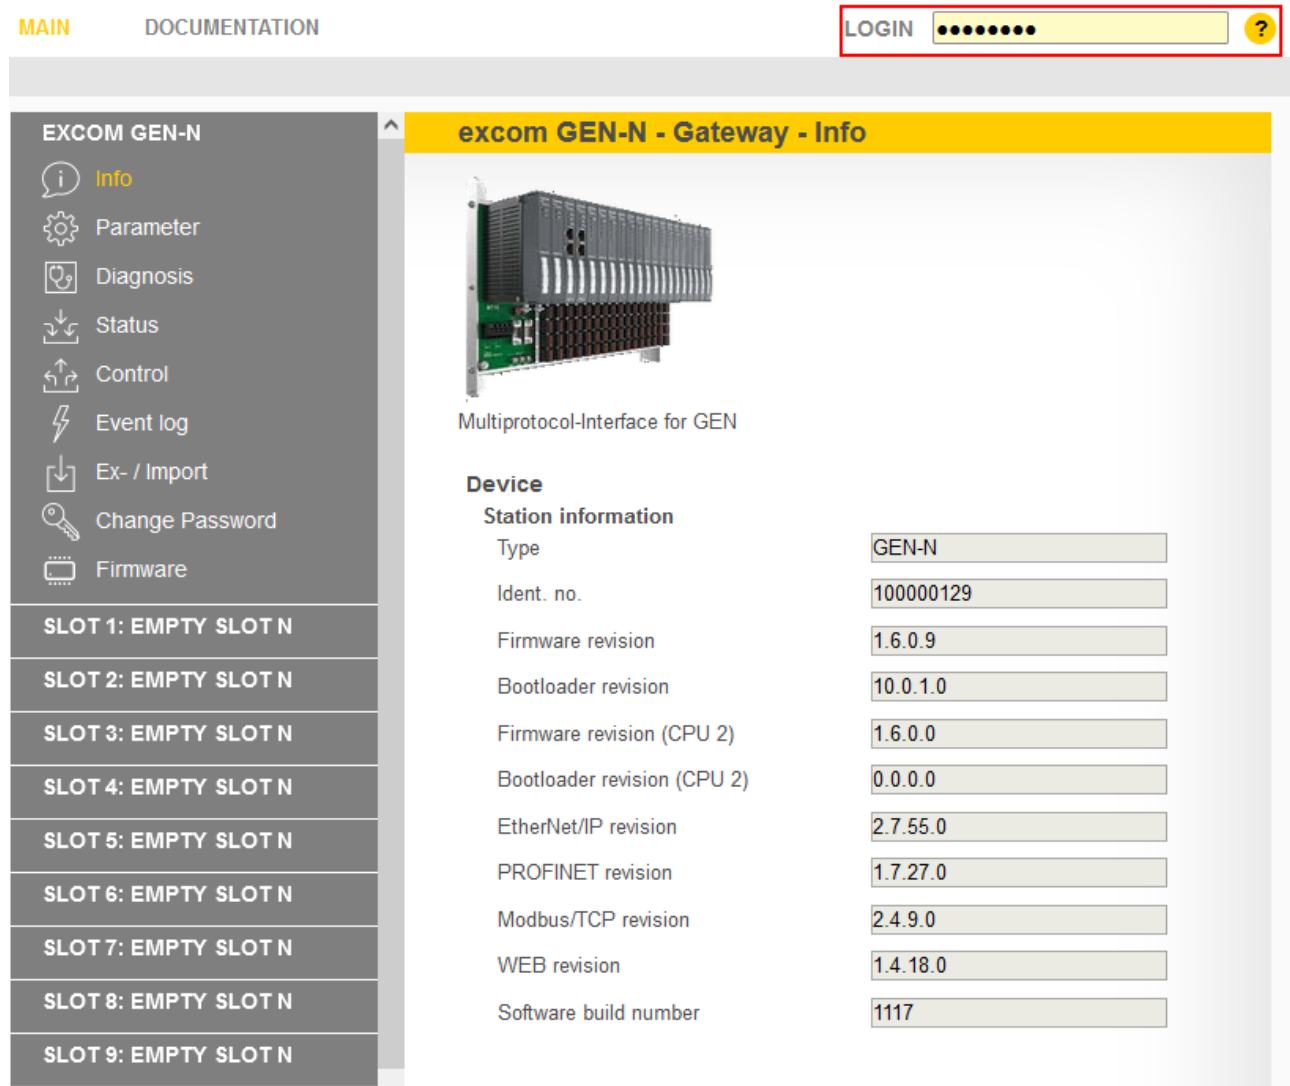 MAIN DOCUMENTATION LOGIN ●●●●●●●● ?
EXCOM GEN-N
Info
Parameter
Diagnosis
Status
Control
Event log
Ex- / Import
Change Password
Firmware
SLOT 1: EMPTY SLOT N
SLOT 2: EMPTY SLOT N
SLOT 3: EMPTY SLOT N
SLOT 4: EMPTY SLOT N
SLOT 5: EMPTY SLOT N
SLOT 6: EMPTY SLOT N
SLOT 7: EMPTY SLOT N
SLOT 8: EMPTY SLOT N
SLOT 9: EMPTY SLOT N
excom GEN-N - Gateway - Info
Multiprotocol-Interface for GEN
Device
Station information
Type GEN-N
Ident. no. 100000129
Firmware revision 1.6.0.9
Bootloader revision 10.0.1.0
Firmware revision (CPU 2) 1.6.0.0
Bootloader revision (CPU 2) 0.0.0.0
EtherNet/IP revision 2.7.55.0
PROFINET revision 1.7.27.0
Modbus/TCP revision 2.4.9.0
WEB revision 1.4.18.0
Software build number 1117